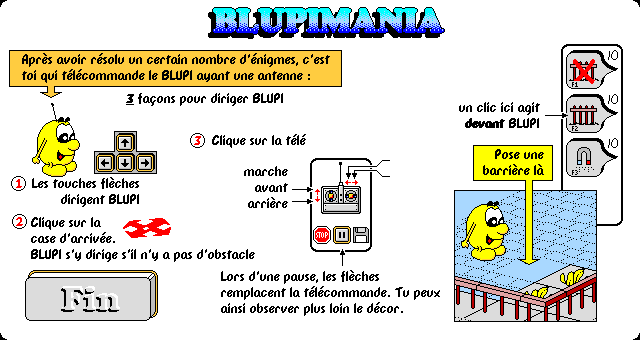 BLUPIMANIA
Après avoir résolu un certain nombre d'énigmes, c'est
toi qui télécommande le BLUPI ayant une antenne :
3 façons pour diriger BLUPI
1 Les touches flèches
dirigent BLUPI
2 Clique sur la
case d'arrivée.
BLUPI s'y dirige s'il n'y a pas d'obstacle
Fin
3 Clique sur la télé
marche
avant
arrière
STOP
Lors d'une pause, les flèches
remplacent la télécommande. Tu peux
ainsi observer plus loin le décor.
un clic ici agit
devant BLUPI
10
F1
10
F2
10
F3
Pose une
barrière là